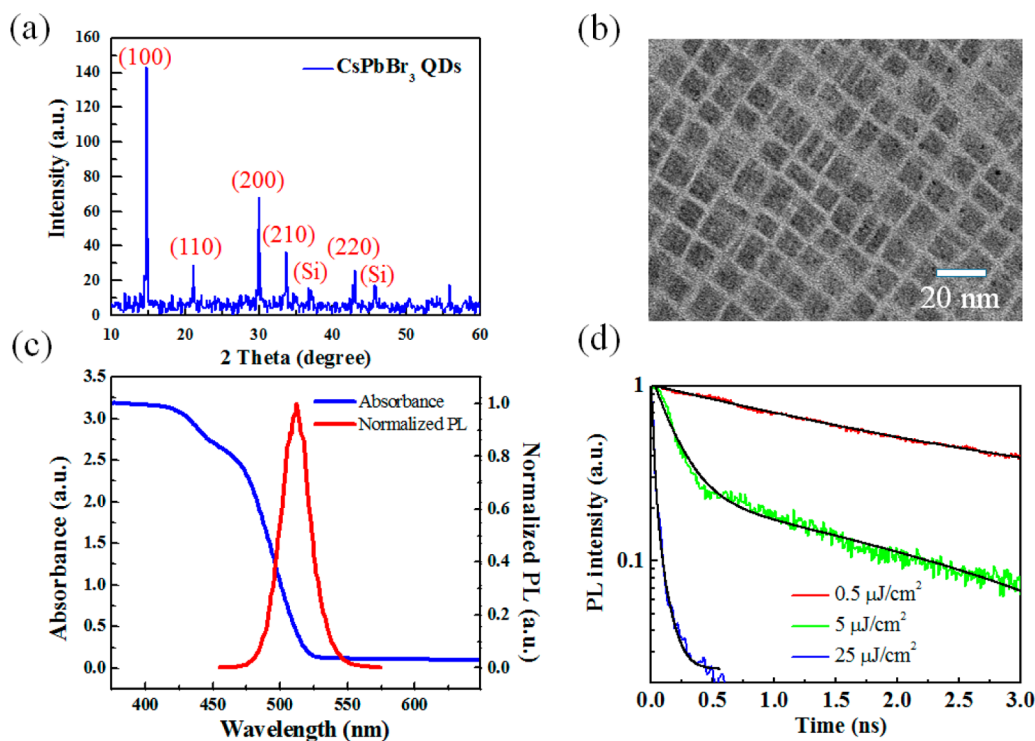 (a)
160
140
120
100
80
60
40
20
0
Intensity (a.u.)
(100)
(110)
(200)
(210)
(Si)
(220)
(Si)
CsPbBr3 QDs
10 20 30 40 50 60
2 Theta (degree)
(b)
20 nm
(c)
3.5
3.0
2.5
2.0
1.5
1.0
0.5
0.0
Absorbance (a.u.)
Absorbance
Normalized PL
1.0
0.8
0.6
0.4
0.2
0.0
Normalized PL
(a.u.)
400 450 500 550 600
Wavelength (nm)
(d)
1
0.1
PL intensity (a.u.)
0.5 μJ/cm²
5 μJ/cm²
25 μJ/cm²
0.0 0.5 1.0 1.5 2.0 2.5 3.0
Time (ns)